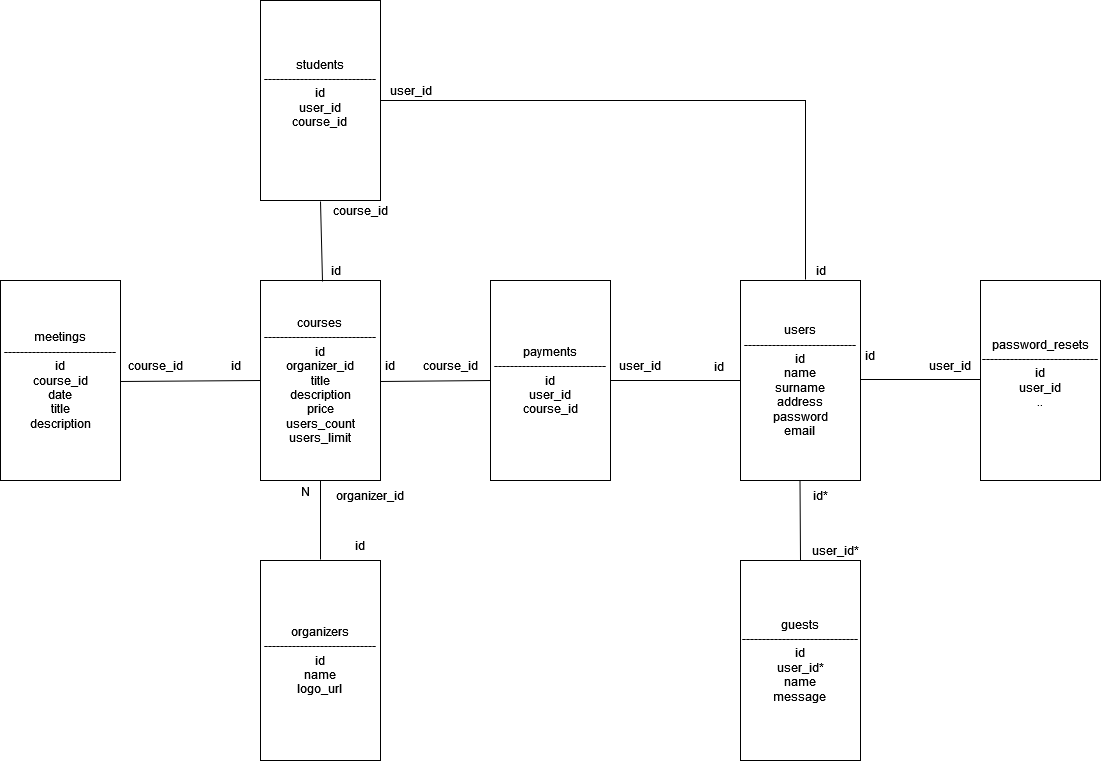 students
id
user_id
course_id
user_id
course_id
id
id
meetings
id
course_id
date
title
description
course_id
id
courses
id
organizer_id
title
description
price
users_count
users_limit
id
course_id
payments
id
user_id
course_id
user_id
id
users
id
name
surname
address
password
email
id
user_id
password_resets
id
user_id
..
N
organizer_id
id
id*
user_id*
organizers
id
name
logo_url
guests
id
user_id*
name
message